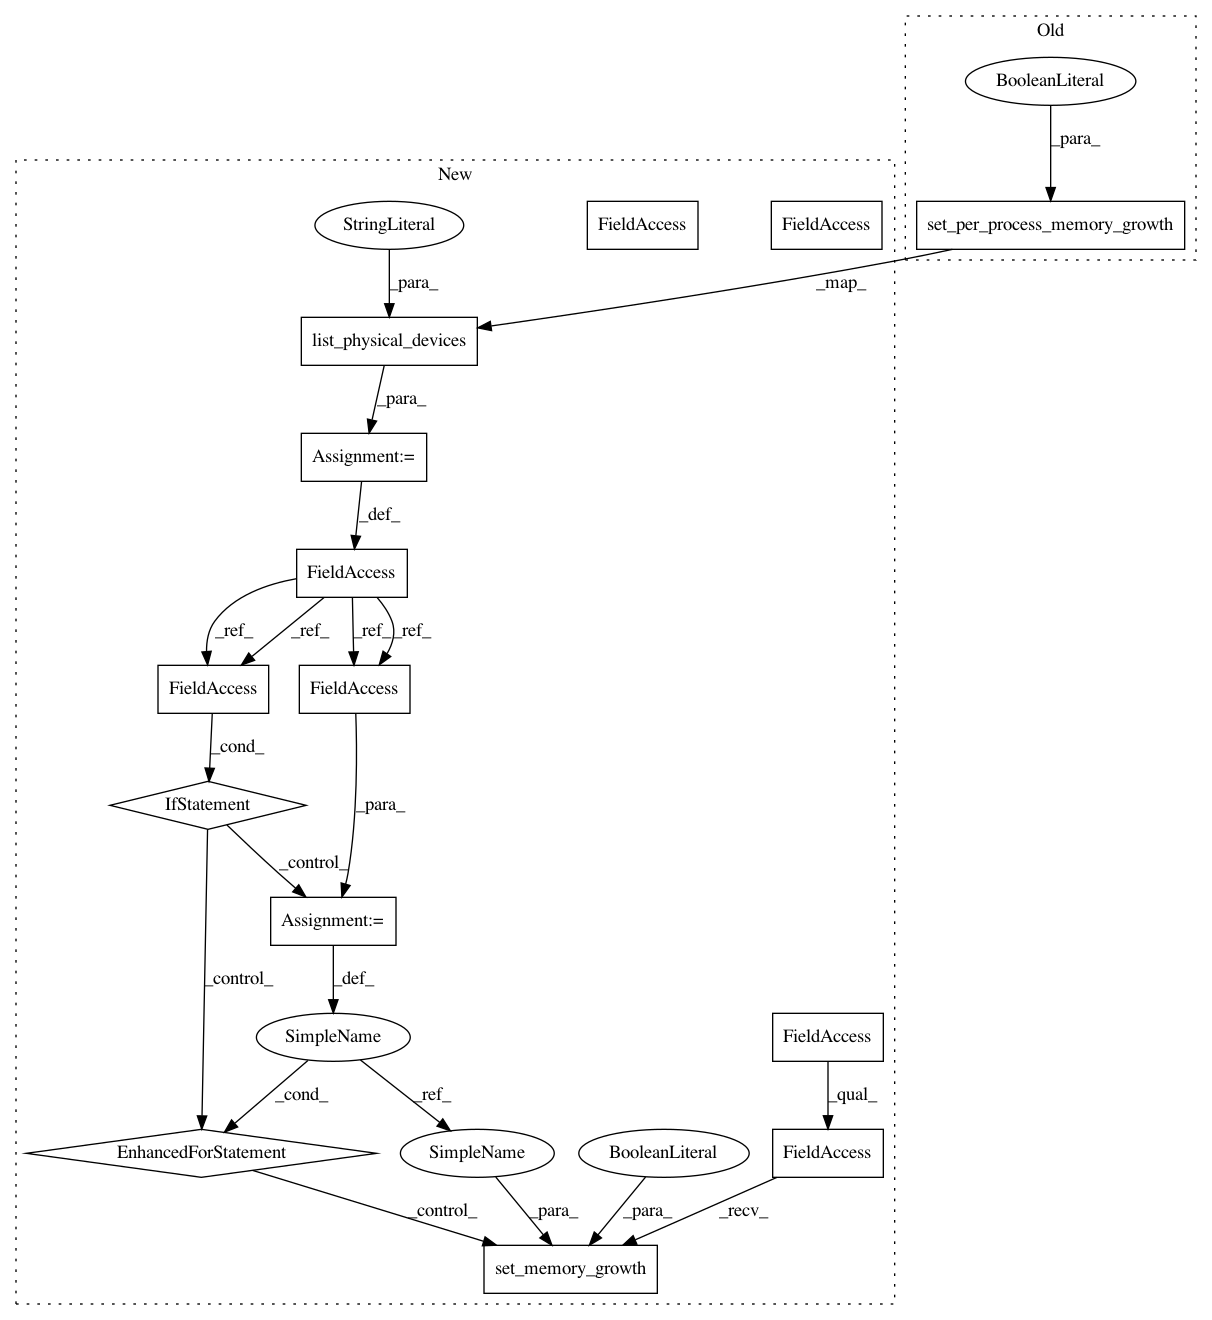 Old
BooleanLiteral
_para_
New
StringLiteral
FieldAccess
FieldAccess
set_per_process_memory_growth
_para_
_map_
list_physical_devices
_para_
Assignment:=
_def_
FieldAccess
_ref_
_ref_
_ref_
_ref_
FieldAccess
FieldAccess
_cond_
IfStatement
_para_
_control_
Assignment:=
_control_
_def_
SimpleName
FieldAccess
_cond_
_ref_
_qual_
EnhancedForStatement
SimpleName
BooleanLiteral
FieldAccess
_control_
_para_
_para_
_recv_
set_memory_growth